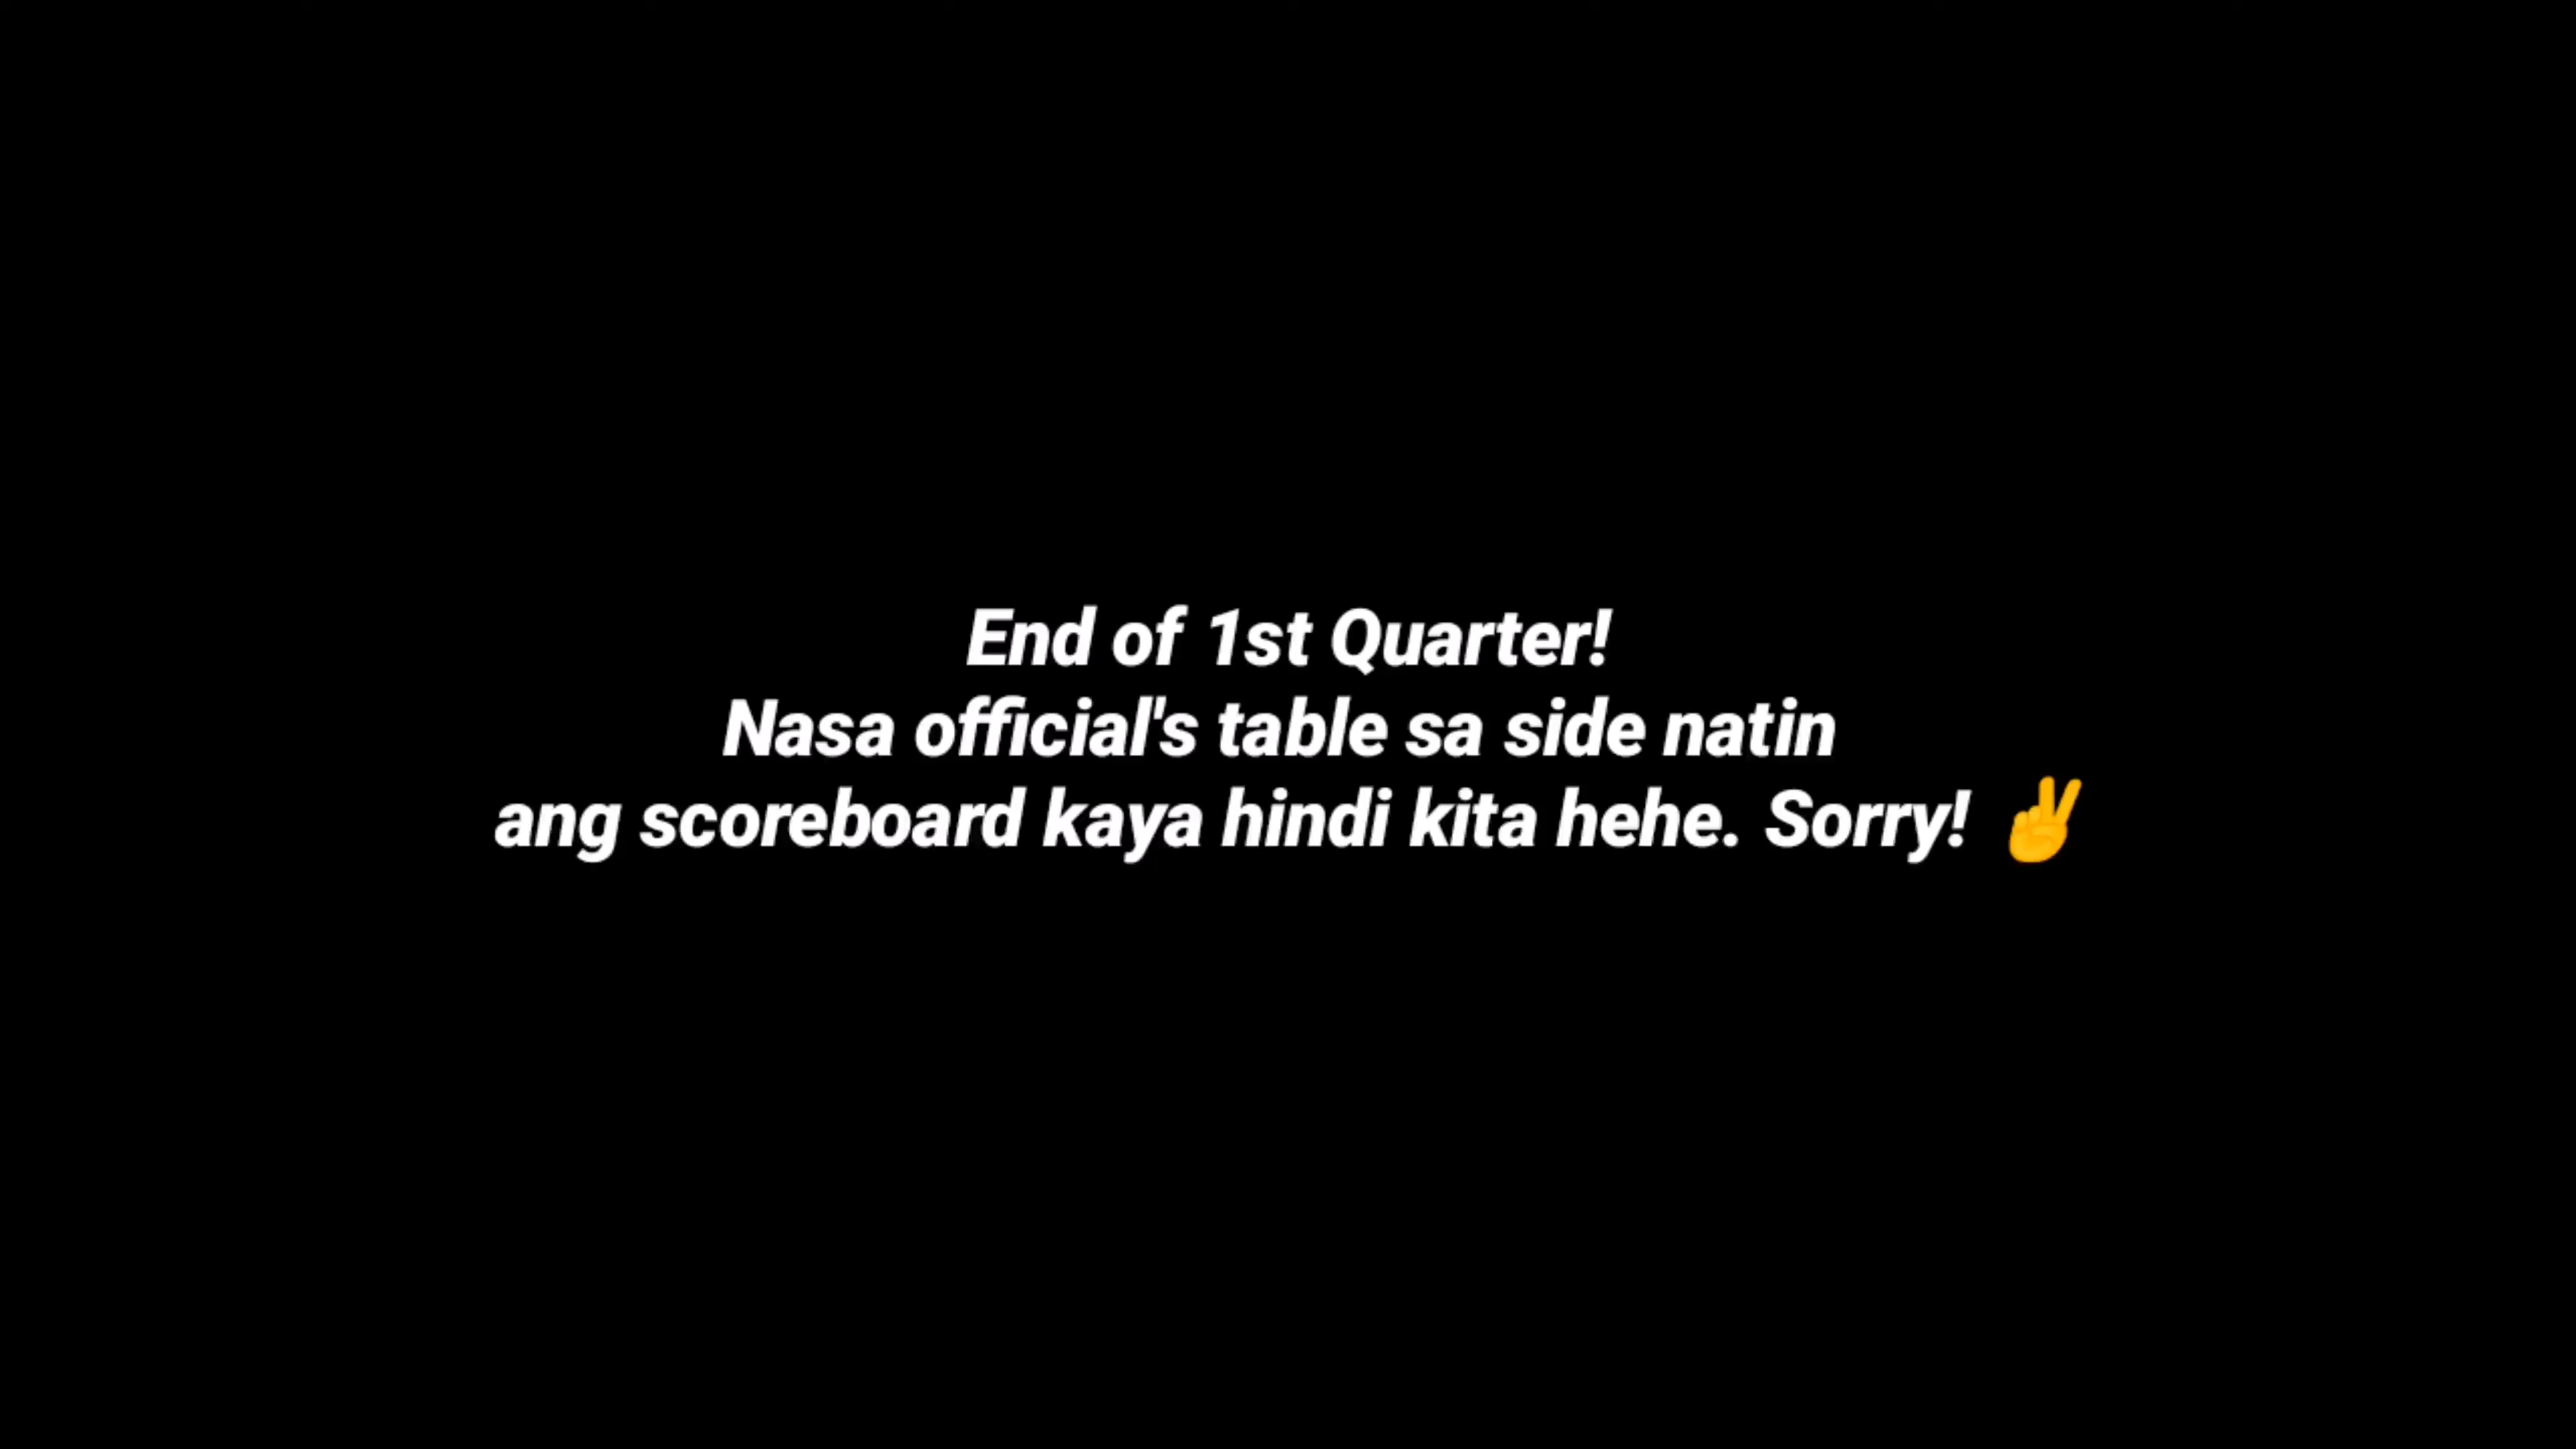 End of 1st Quarter!
Nasa official's table sa side natin
ang scoreboard kaya hindi kita hehe. Sorry! ✌️